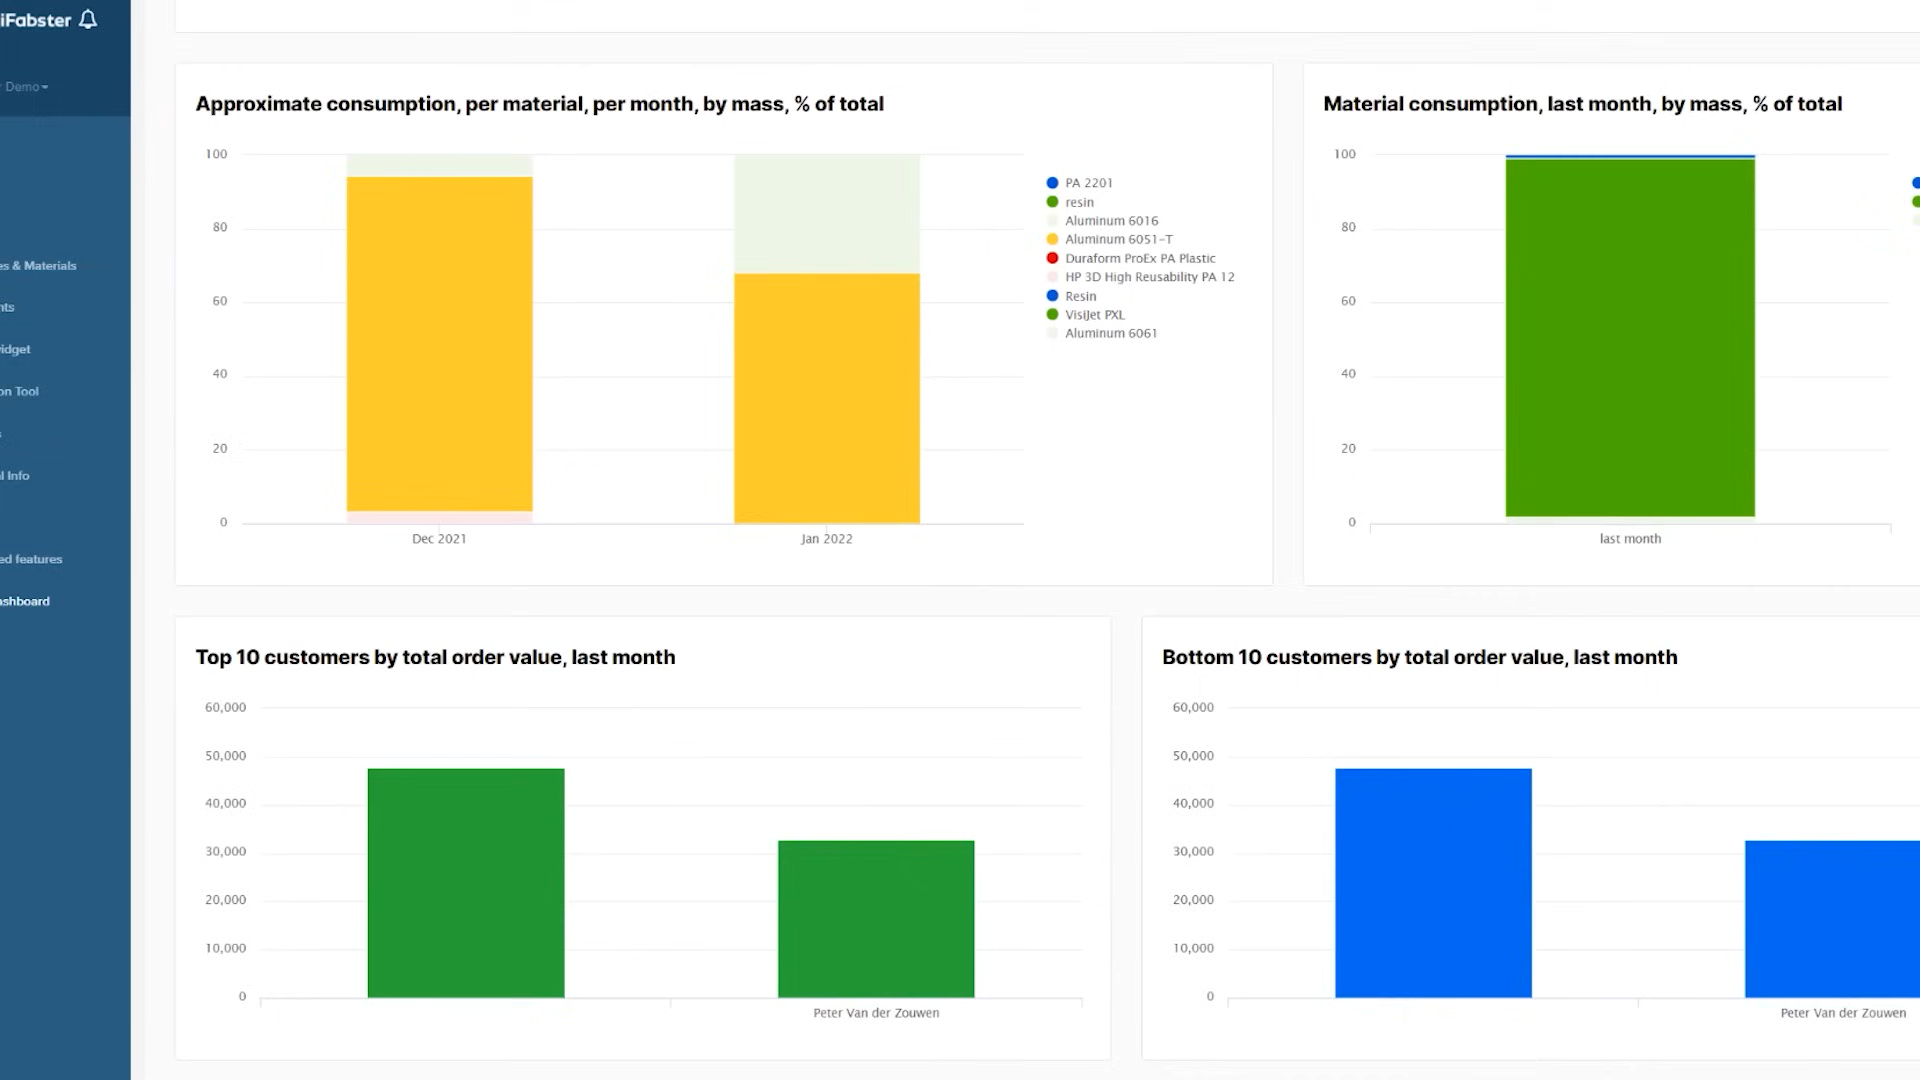 iFabster
Demo
es & Materials
nts
idget
on Tool
s
l Info
ed features
ashboard
Approximate consumption, per material, per month, by mass, % of total
100
80
60
40
20
0
Dec 2021
Jan 2022
PA 2201
resin
Aluminum 6016
Aluminum 6051-T
Duraform ProEx PA Plastic
HP 3D High Reusability PA 12
Resin
VisiJet PXL
Aluminum 6061
Material consumption, last month, by mass, % of total
100
80
60
40
20
0
last month
Top 10 customers by total order value, last month
60,000
50,000
40,000
30,000
20,000
10,000
0
Peter Van der Zouwen
Bottom 10 customers by total order value, last month
60,000
50,000
40,000
30,000
20,000
10,000
0
Peter Van der Zouwen